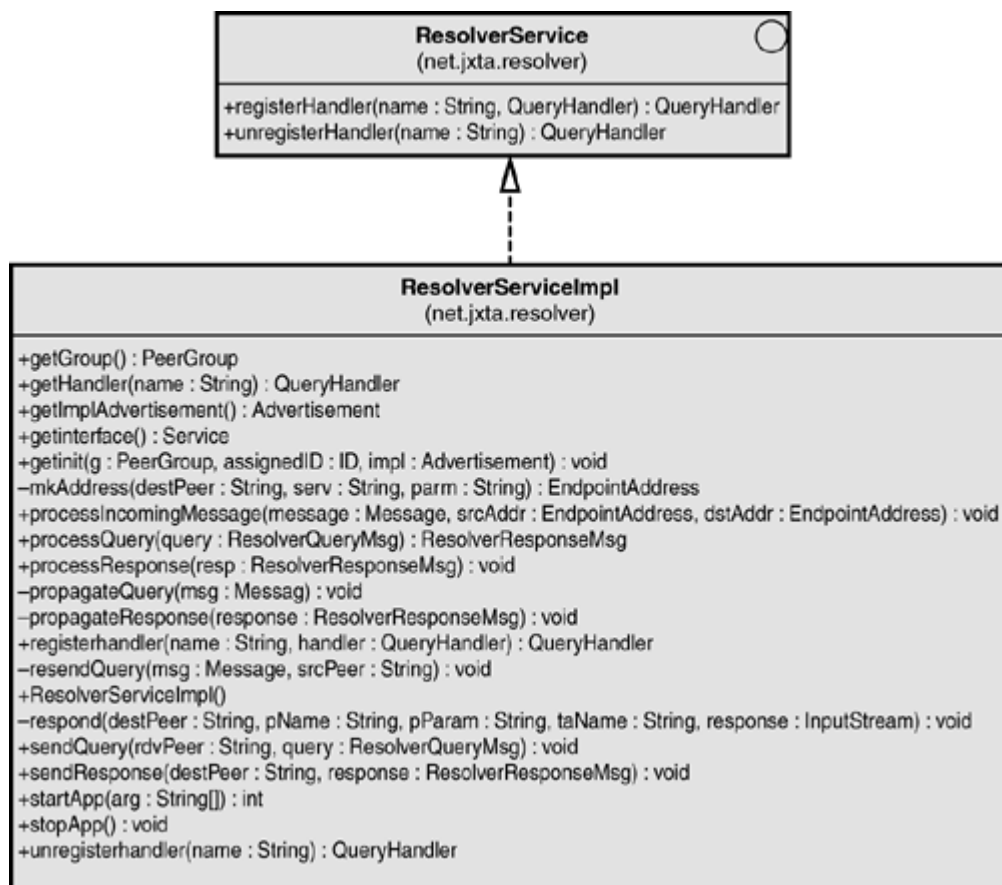 ResolverService
(net.jxta.resolver)
+registerHandler(name : String, QueryHandler) : QueryHandler
+unregisterHandler(name : String) : QueryHandler
ResolverServiceImpl
(net.jxta.resolver)
+getGroup() : PeerGroup
+getHandler(name : String) : QueryHandler
+getImplAdvertisement() : Advertisement
+getinterface() : Service
+getinit(g : PeerGroup, assignedID : ID, impl : Advertisement) : void
–mkAddress(destPeer : String, serv : String, parm : String) : EndpointAddress
+processIncomingMessage(message : Message, srcAddr : EndpointAddress, dstAddr : EndpointAddress) : void
+processQuery(query : ResolverQueryMsg) : ResolverResponseMsg
+processResponse(resp : ResolverResponseMsg) : void
–propagateQuery(msg : Messag) : void
–propagateResponse(response : ResolverResponseMsg) : void
+registerhandler(name : String, handler : QueryHandler) : QueryHandler
–resendQuery(msg : Message, srcPeer : String) : void
+ResolverServiceImpl()
–respond(destPeer : String, pName : String, pParam : String, taName : String, response : InputStream) : void
+sendQuery(rdvPeer : String, query : ResolverQueryMsg) : void
+sendResponse(destPeer : String, response : ResolverResponseMsg) : void
+startApp(arg : String[]) : int
+stopApp() : void
+unregisterhandler(name : String) : QueryHandler